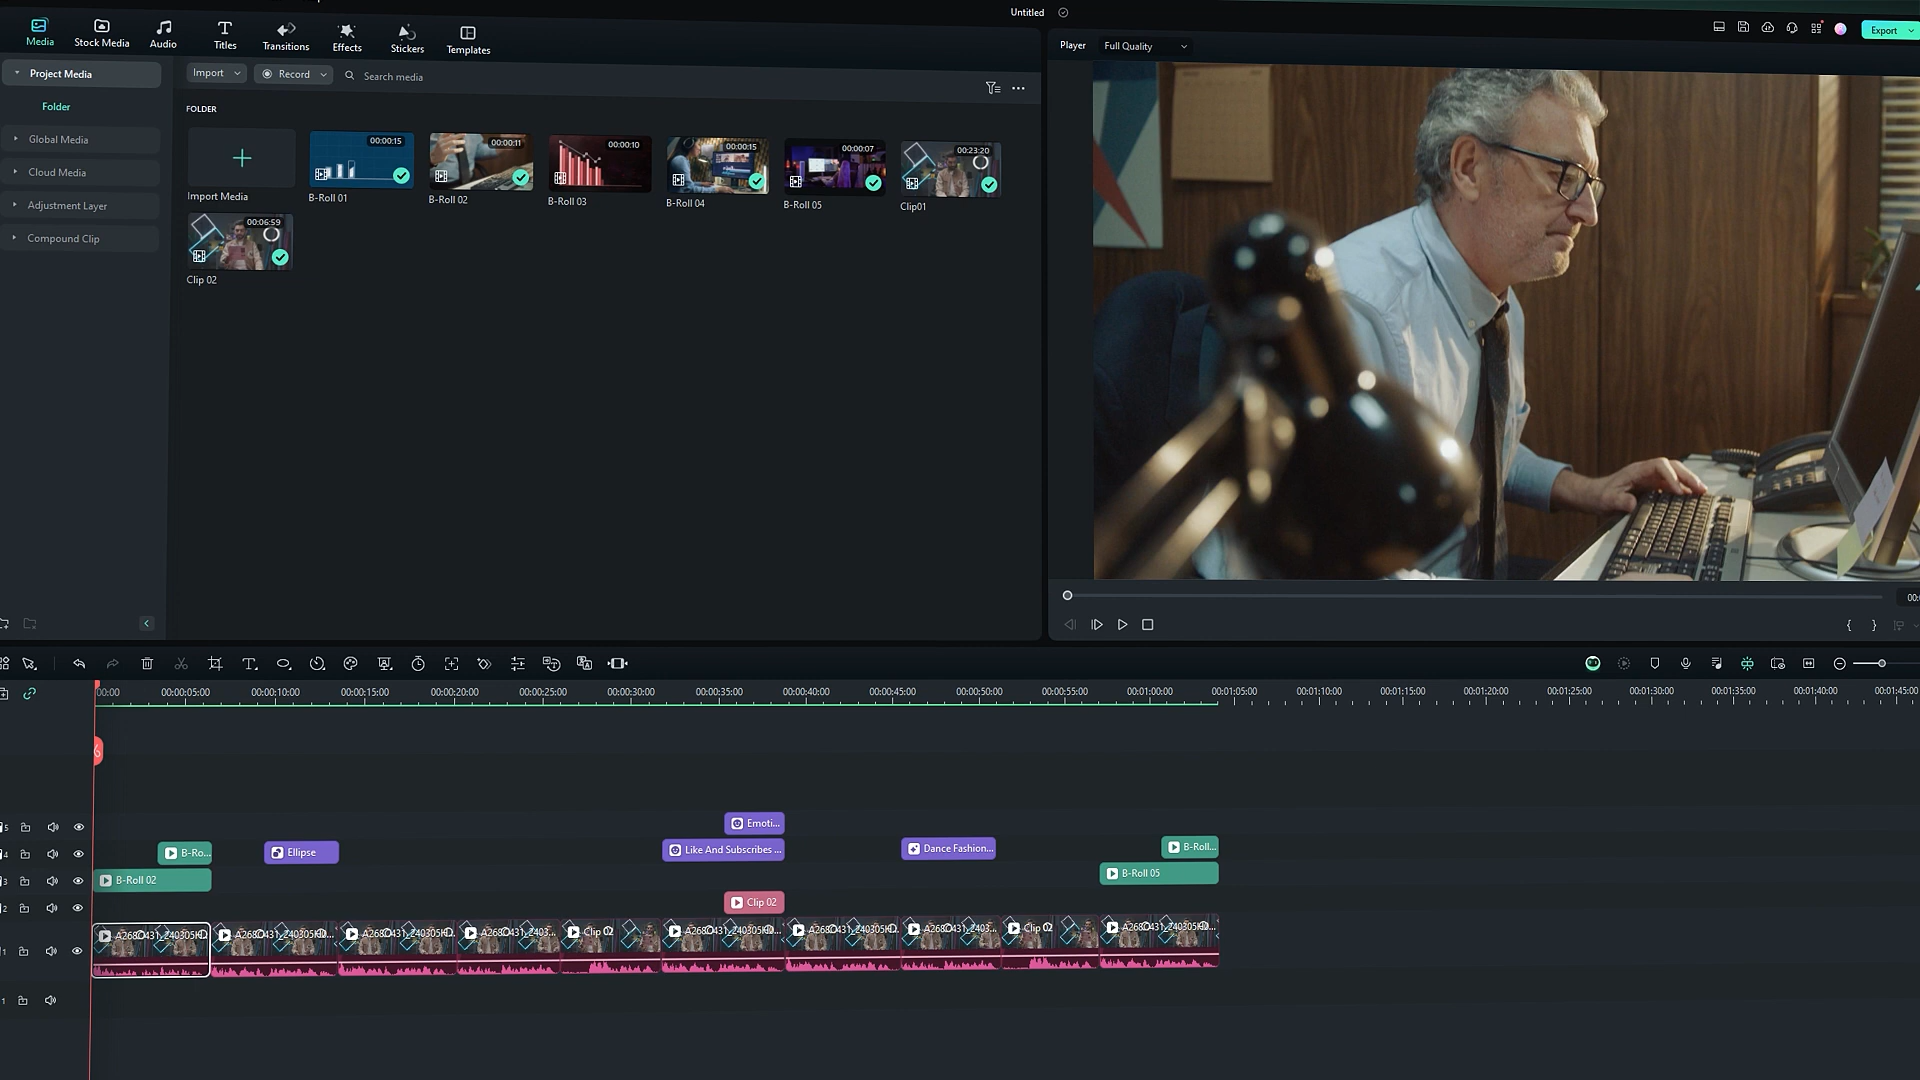 Untitled
Media
Stock Media
Audio
Titles
Transitions
Effects
Stickers
Templates
Export
Player
Full Quality
Project Media
Folder
Global Media
Cloud Media
Adjustment Layer
Compound Clip
Import
Record
Search media
FOLDER
Import Media
00:00:15
B-Roll 01
00:00:11
B-Roll 02
00:00:10
B-Roll 03
00:00:15
B-Roll 04
00:00:07
B-Roll 05
00:23:20
Clip01
00:06:59
Clip 02
00:00 00:00:05:00 00:00:10:00 00:00:15:00 00:00:20:00 00:00:25:00 00:00:30:00 00:00:35:00 00:00:40:00 00:00:45:00 00:00:50:00 00:00:55:00 00:01:00:00 00:01:05:00 00:01:10:00 00:01:15:00 00:01:20:00 00:01:25:00 00:01:30:00 00:01:35:00 00:01:40:00 00:01:45:00
5
Emoti...
4
B-Ro...
Ellipse
Like And Subscribes ...
Dance Fashion...
B-Roll...
3
B-Roll 02
B-Roll 05
2
Clip 02
1
Clip 02
Clip 02
1